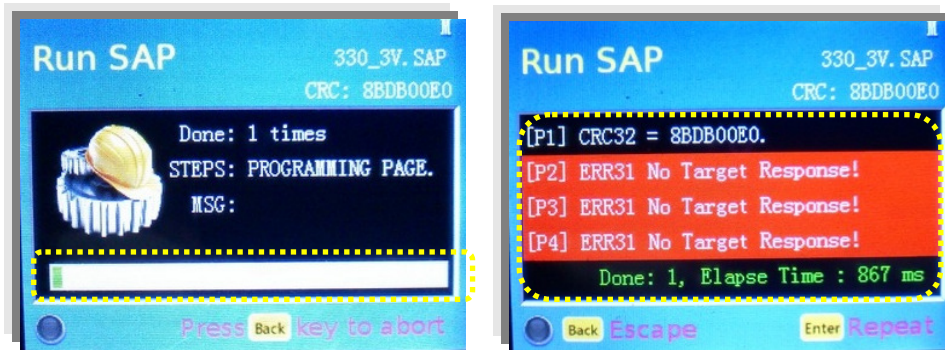 Run SAP
330_3V.SAP
CRC: 8BDB00E0
Done: 1 times
STEPS: PROGRAMMING PAGE.
MSG:
Press Back key to abort
Run SAP
330_3V.SAP
CRC: 8BDB00E0
[P1] CRC32 = 8BDB00E0.
[P2] ERR31 No Target Response!
[P3] ERR31 No Target Response!
[P4] ERR31 No Target Response!
Done: 1, Elapse Time : 867 ms
Back Escape
Enter Repeat